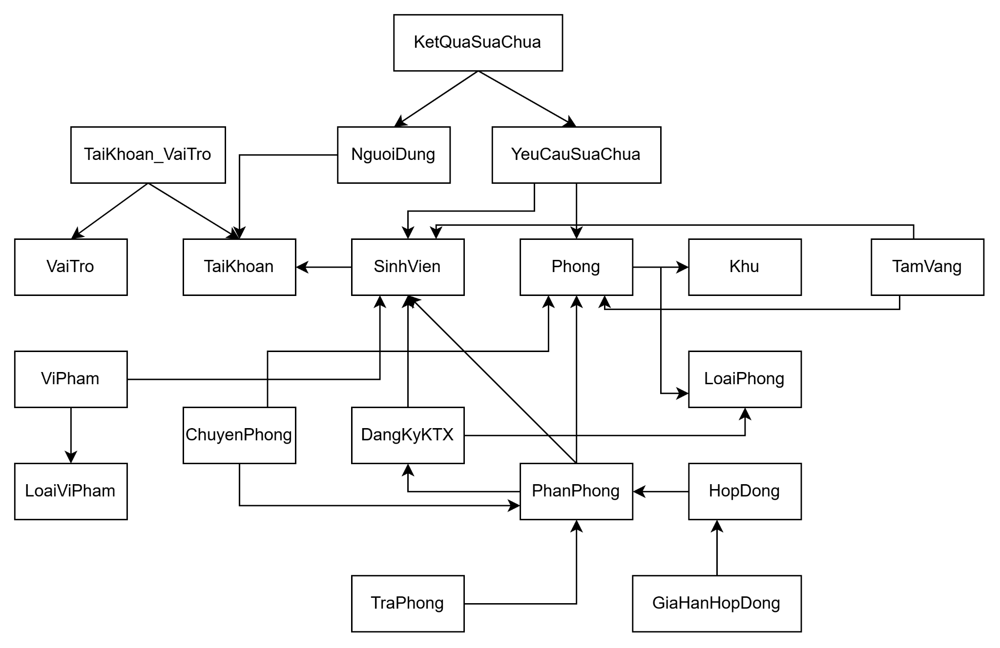 KetQuaSuaChua
TaiKhoan_VaiTro
NguoiDung
YeuCauSuaChua
VaiTro
TaiKhoan
SinhVien
Phong
Khu
TamVang
ViPham
LoaiPhong
ChuyenPhong
DangKyKTX
LoaiViPham
PhanPhong
HopDong
TraPhong
GiaHanHopDong